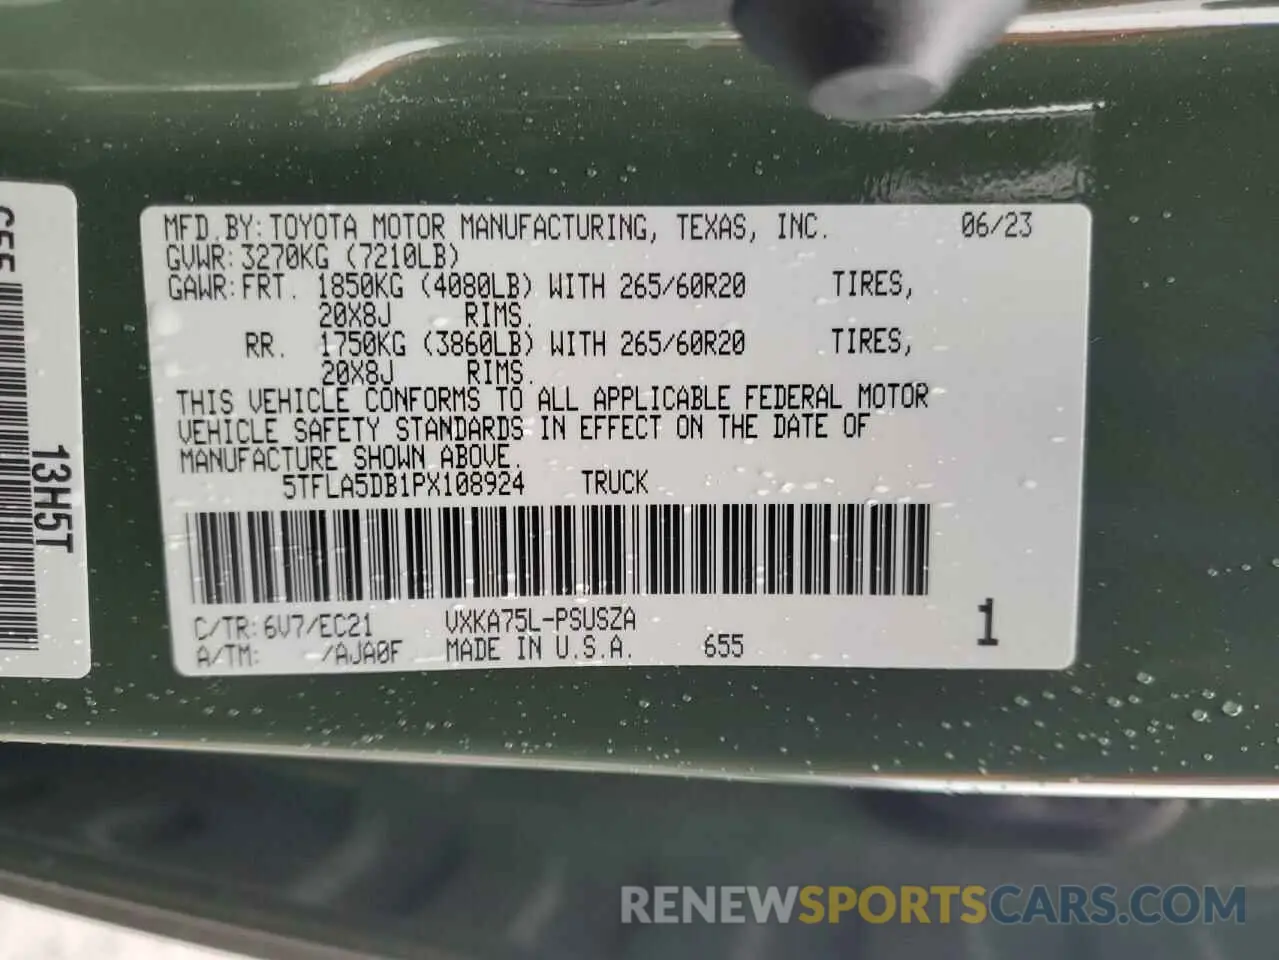 MFD. BY: TOYOTA MOTOR MANUFACTURING, TEXAS, INC. 06/23
GVWR: 3270KG (7210LB)
GAWR: FRT. 1850KG (4080LB) WITH 265/60R20 TIRES,
20X8J RIMS.
RR. 1750KG (3860LB) WITH 265/60R20 TIRES,
20X8J RIMS.
THIS VEHICLE CONFORMS TO ALL APPLICABLE FEDERAL MOTOR
VEHICLE SAFETY STANDARDS IN EFFECT ON THE DATE OF
MANUFACTURE SHOWN ABOVE.
5TFLA5DB1PX108924 TRUCK
C/TR: 6V7/EC21 VXKA75L-PSUSZA
A/TM: /AJA0F MADE IN U.S.A. 655
1
13H5T
RENEWSPORTSCARS.COM